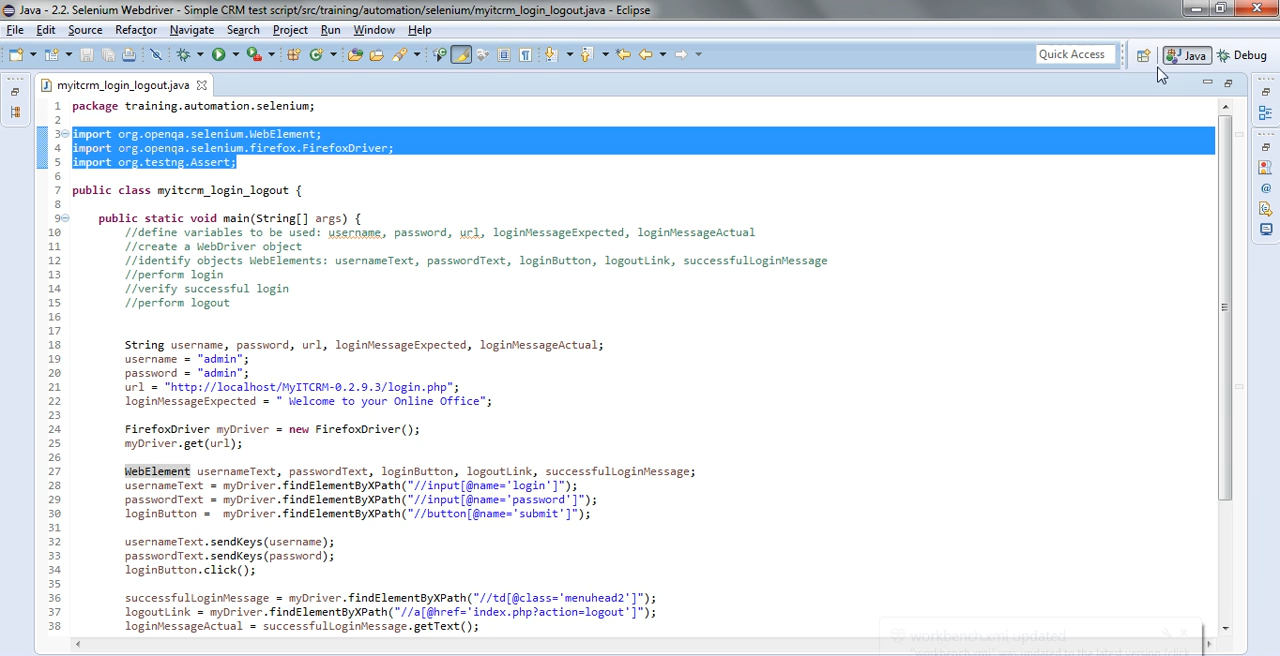 Java - 2.2. Selenium Webdriver - Simple CRM test script/src/training/automation/selenium/myitcrm_login_logout.java - Eclipse
File Edit Source Refactor Navigate Search Project Run Window Help
Quick Access Java Debug
myitcrm_login_logout.java
1 package training.automation.selenium;
2
3 import org.openqa.selenium.WebElement;
4 import org.openqa.selenium.firefox.FirefoxDriver;
5 import org.testng.Assert;
6
7 public class myitcrm_login_logout {
8
9 public static void main(String[] args) {
10 //define variables to be used: username, password, url, loginMessageExpected, loginMessageActual
11 //create a WebDriver object
12 //identify objects WebElements: usernameText, passwordText, loginButton, logoutLink, successfulLoginMessage
13 //perform login
14 //verify successful login
15 //perform logout
16
17
18 String username, password, url, loginMessageExpected, loginMessageActual;
19 username = "admin";
20 password = "admin";
21 url = "http://localhost/MyITCRM-0.2.9.3/login.php";
22 loginMessageExpected = " Welcome to your Online Office";
23
24 FirefoxDriver myDriver = new FirefoxDriver();
25 myDriver.get(url);
26
27 WebElement usernameText, passwordText, loginButton, logoutLink, successfulLoginMessage;
28 usernameText = myDriver.findElementByXPath("//input[@name='login']");
29 passwordText = myDriver.findElementByXPath("//input[@name='password']");
30 loginButton =  myDriver.findElementByXPath("//button[@name='submit']");
31
32 usernameText.sendKeys(username);
33 passwordText.sendKeys(password);
34 loginButton.click();
35
36 successfulLoginMessage = myDriver.findElementByXPath("//td[@class='menuhead2']");
37 logoutLink = myDriver.findElementByXPath("//a[@href='index.php?action=logout']");
38 loginMessageActual = successfulLoginMessage.getText();
workbench.xmi updated